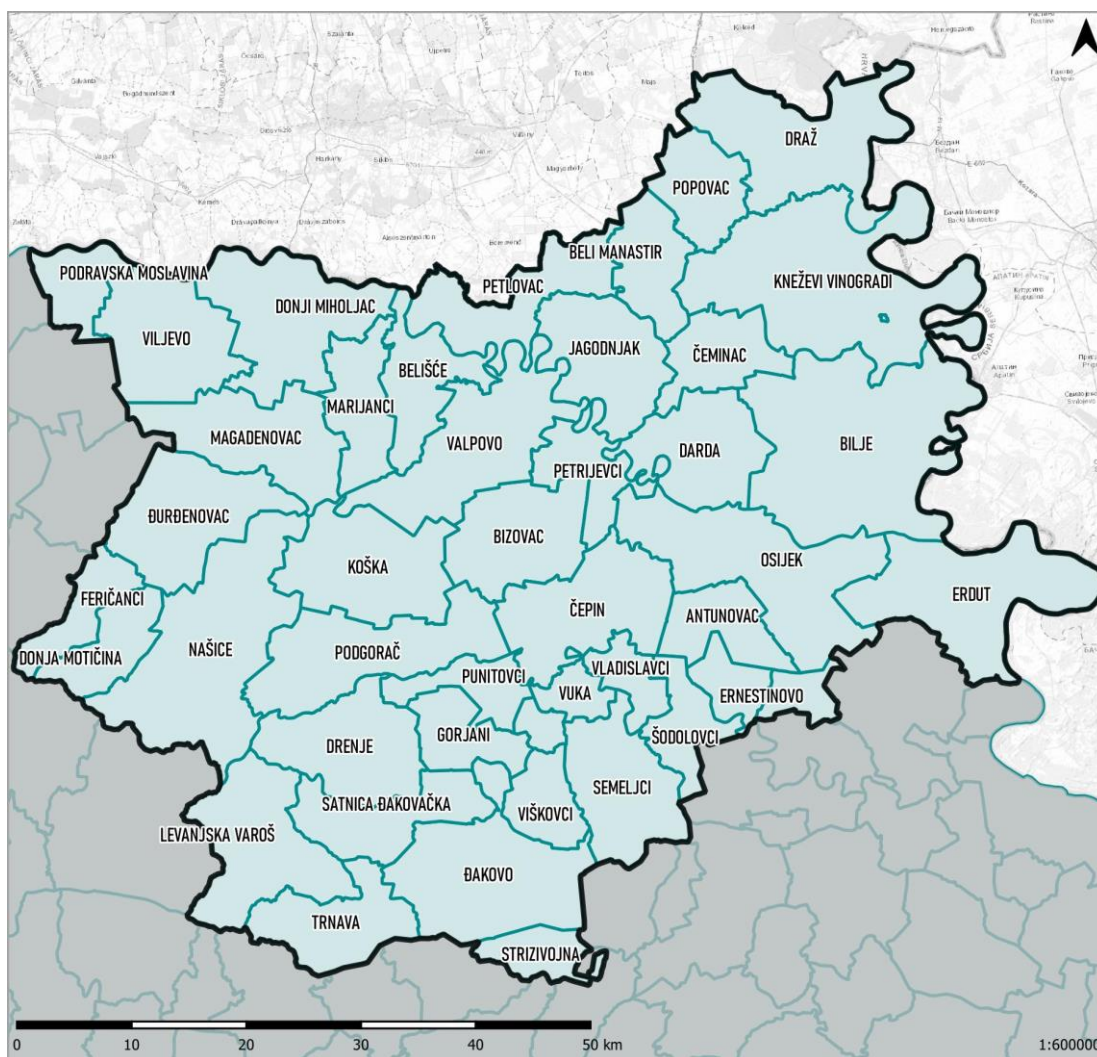 DRAŽ
POPOVAC
BELI MANASTIR
PODRAVSKA MOSLAVINA
KNEŽEVI VINOGRADI
PETLOVAC
DONJI MIHOLJAC
VILJEVO
JAGODNJAK
ČEMINAC
BELIŠĆE
MARIJANCI
MAGADENOVAC
VALPOVO
BILJE
DARDA
PETRIJEVCI
ĐURĐENOVAC
BIZOVAC
OSIJEK
KOŠKA
ERDUT
FERIČANCI
ČEPIN
ANTUNOVAC
NAŠICE
PODGORAČ
DONJA MOTIČINA
VLADISLAVCI
PUNITOVCI
VUKA
ERNESTINOVO
GORJANI
ŠODOLOVCI
DRENJE
SEMELJCI
SATNICA ĐAKOVAČKA
VIŠKOVCI
LEVANJSKA VAROŠ
ĐAKOVO
TRNAVA
STRIZIVOJNA
0 10 20 30 40 50 km
1:600000